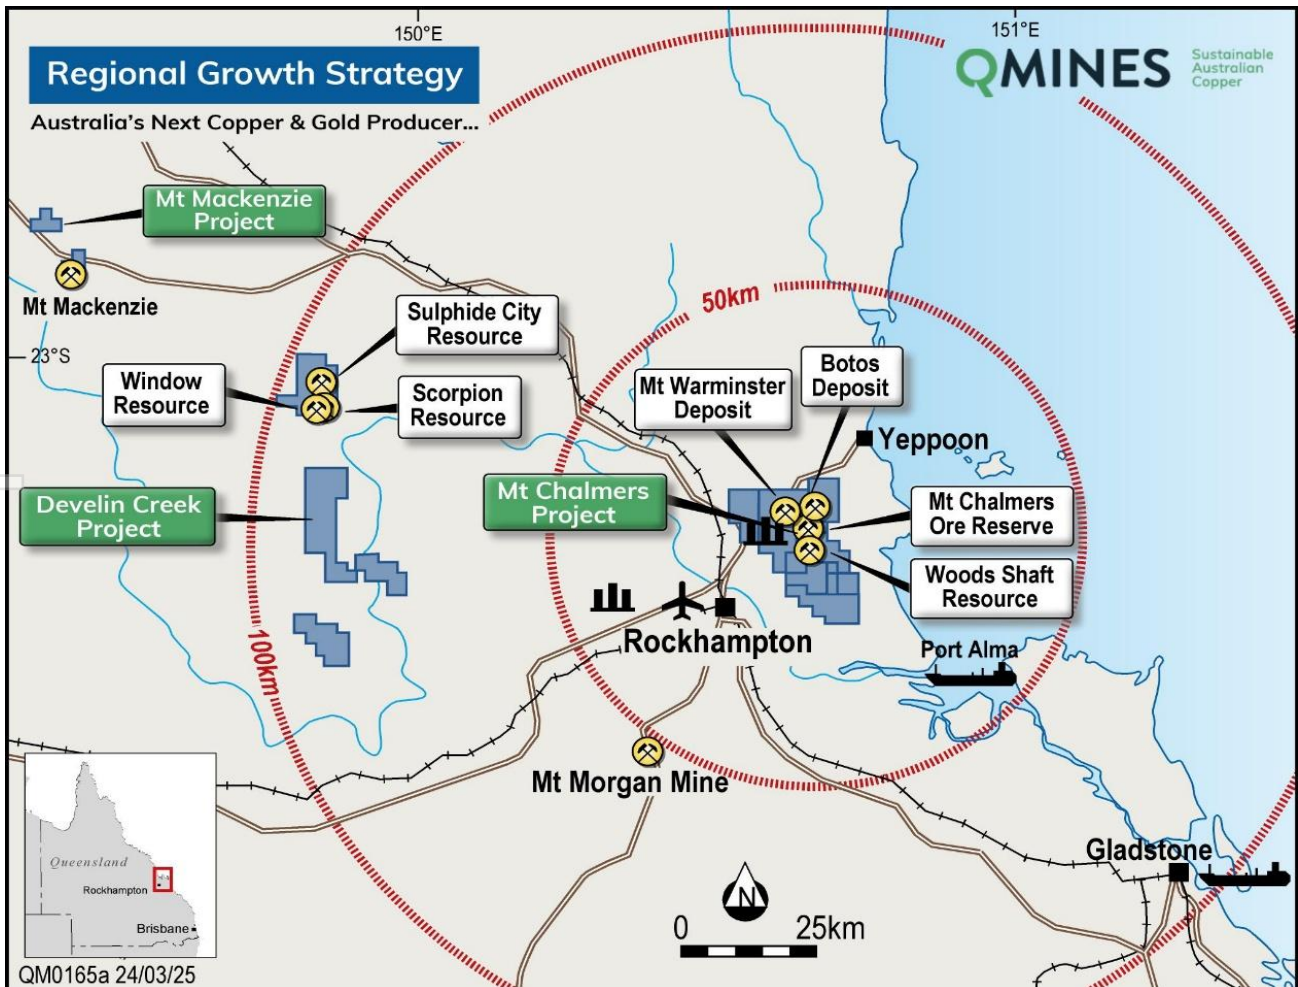 150°E
151°E
Regional Growth Strategy
Australia's Next Copper & Gold Producer...
QMINES
Sustainable
Australian
Copper
Mt Mackenzie
Project
Mt Mackenzie
50km
Sulphide City
Resource
23°S
Window
Resource
Scorpion
Resource
Mt Warminster
Deposit
Botos
Deposit
Yeppoon
Develin Creek
Project
Mt Chalmers
Project
Mt Chalmers
Ore Reserve
Woods Shaft
Resource
Rockhampton
Port Alma
100km
Mt Morgan Mine
Gladstone
N
0
25km
Queensland
Rockhampton
Brisbane
QM0165a 24/03/25